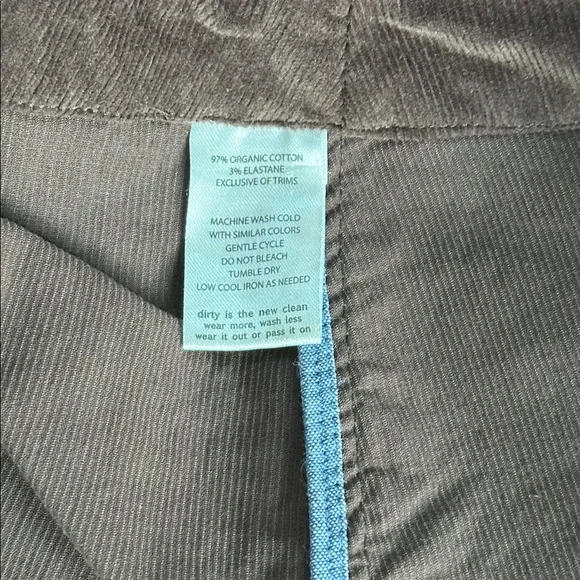 97% ORGANIC COTTON
3% ELASTANE
EXCLUSIVE OF TRIMS
MACHINE WASH COLD
WITH SIMILAR COLORS
GENTLE CYCLE
DO NOT BLEACH
TUMBLE DRY
LOW COOL IRON AS NEEDED
dirty is the new clean
wear more, wash less
wear it out or pass it on